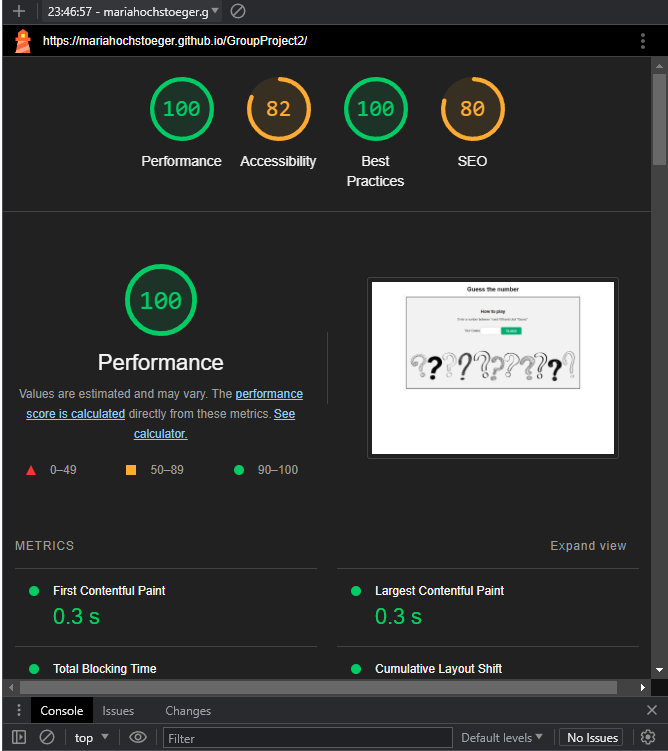 23:46:57 - mariahochstoeger.g
https://mariahochstoeger.github.io/GroupProject2/
100 82 100 80
Performance Accessibility Best Practices SEO
100
Performance
Values are estimated and may vary. The performance
score is calculated directly from these metrics. See
calculator.
0–49 50–89 90–100
Guess the number
How to play
METRICS Expand view
First Contentful Paint Largest Contentful Paint
0.3 s 0.3 s
Total Blocking Time Cumulative Layout Shift
Console Issues Changes
top Filter Default levels No Issues